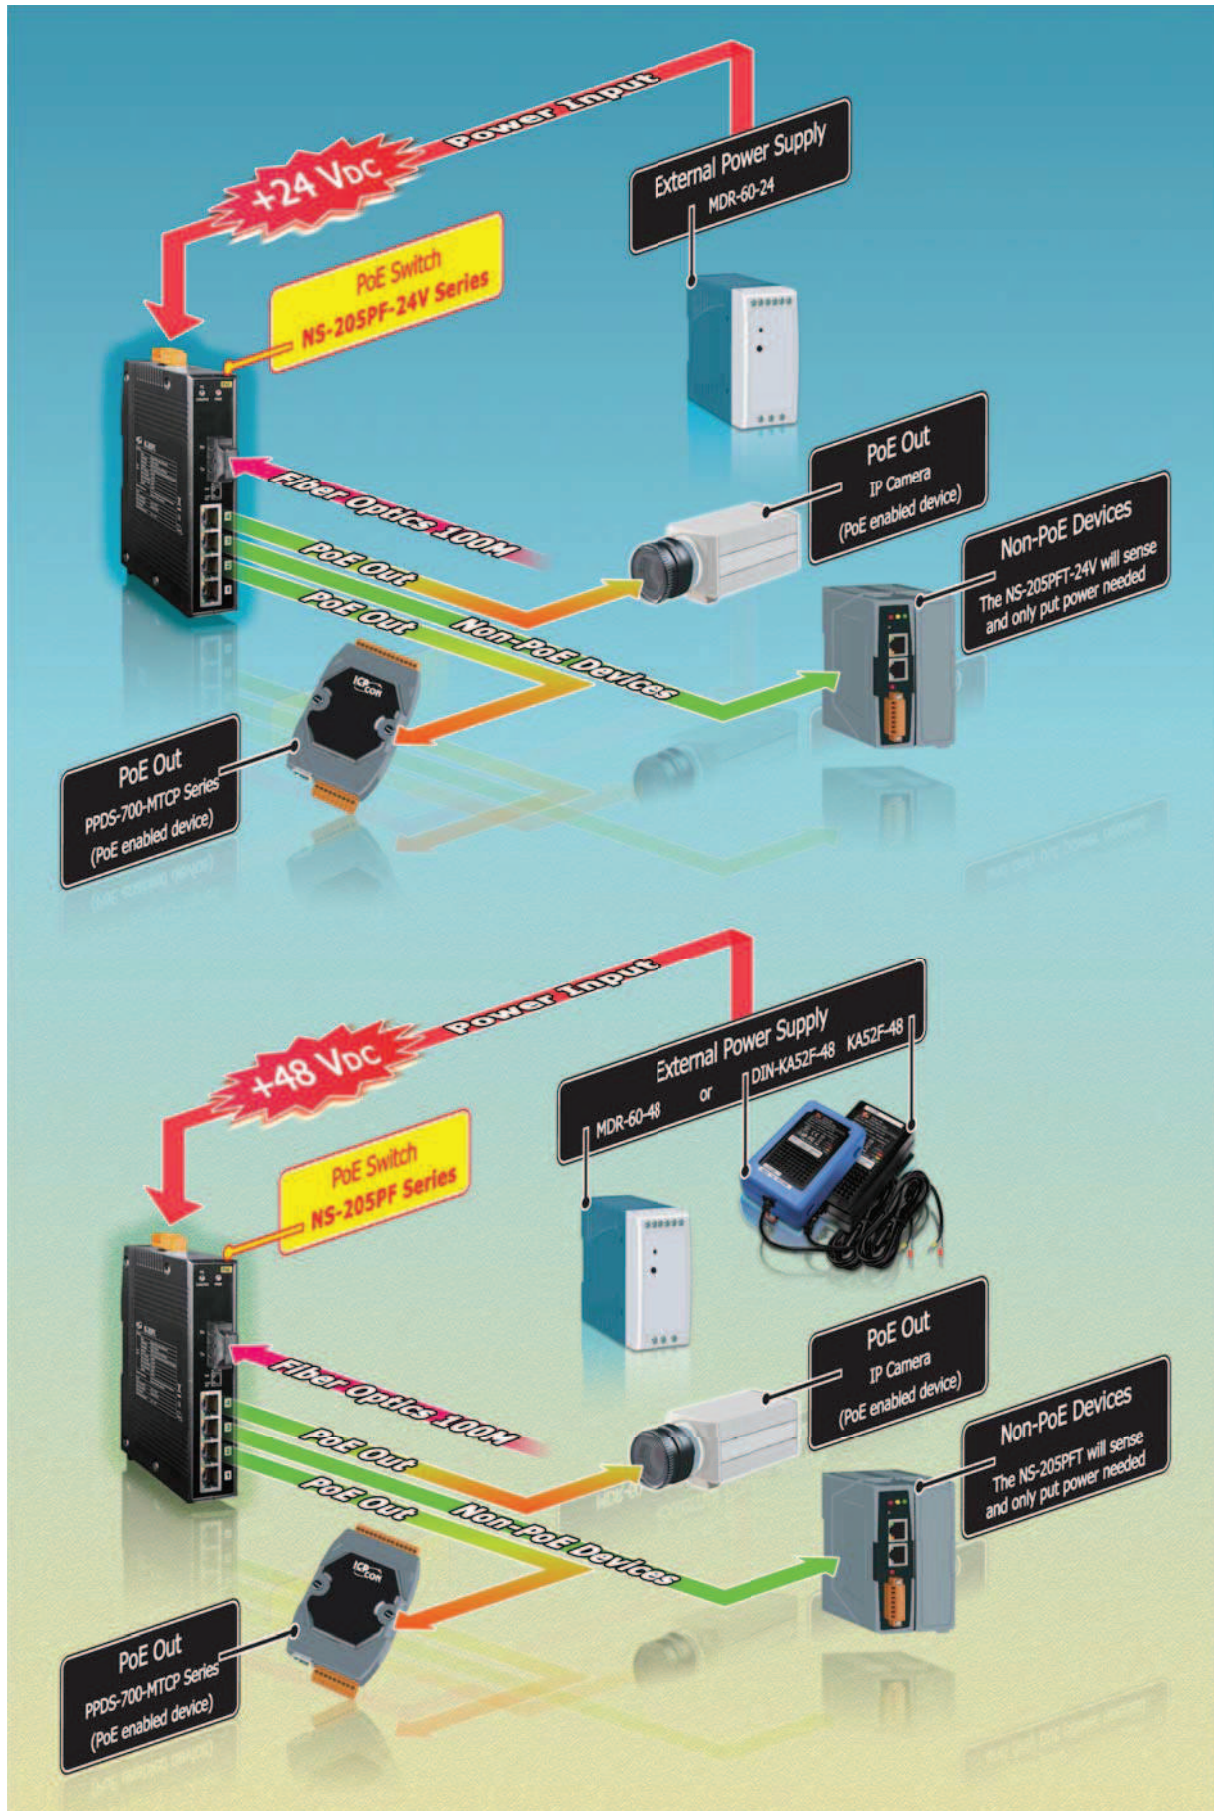 Power Input
+24 VDC
External Power Supply
MDR-60-24
PoE Switch
NS-205PF-24V Series
PoE Out
IP Camera
(PoE enabled device)
Fiber Optics 100M
Non-PoE Devices
The NS-205PFT-24V will sense
and only put power needed
PoE Out
PoE Out
Non-PoE Devices
ICP
CON
PoE Out
PPDS-700-MTCP Series
(PoE enabled device)
Power Input
+48 VDC
External Power Supply
MDR-60-48 or DIN-KA52F-48 KA52F-48
PoE Switch
NS-205PF Series
PoE Out
IP Camera
(PoE enabled device)
Fiber Optics 100M
Non-PoE Devices
The NS-205PFT will sense
and only put power needed
PoE Out
PoE Out
Non-PoE Devices
ICP
CON
PoE Out
PPDS-700-MTCP Series
(PoE enabled device)